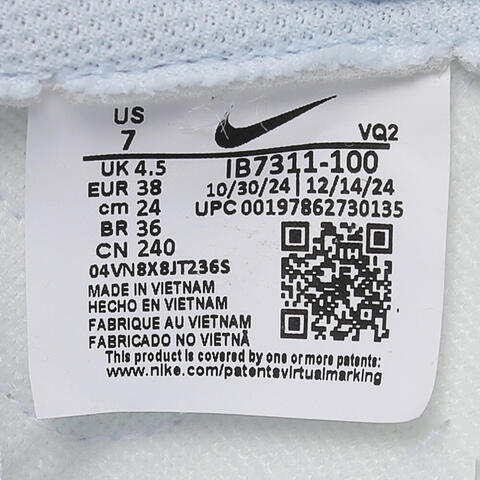 US
7
VQ2
UK 4.5
EUR 38
cm 24
BR 36
CN 240
IB7311-100
10/30/24 | 12/14/24
UPC 00197862730135
04VN8X8JT236S
MADE IN VIETNAM
HECHO EN VIETNAM
FABRIQUE AU VIETNAM
FABRICADO NO VIETNÃ
This product is covered by one or more patents:
www.nike.com/patentsvirtualmarking